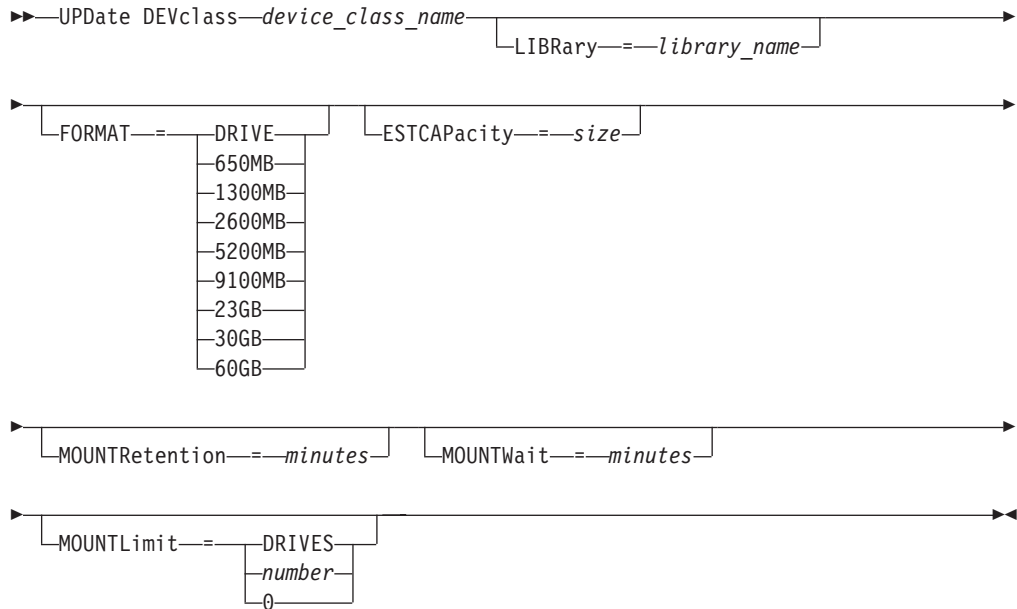 UPDate DEVclass device_class_name
LIBRary = library_name
FORMAT = DRIVE
650MB
1300MB
2600MB
5200MB
9100MB
23GB
30GB
60GB
ESTCAPacity = size
MOUNTRetention = minutes
MOUNTWait = minutes
MOUNTLimit = DRIVES
number
0